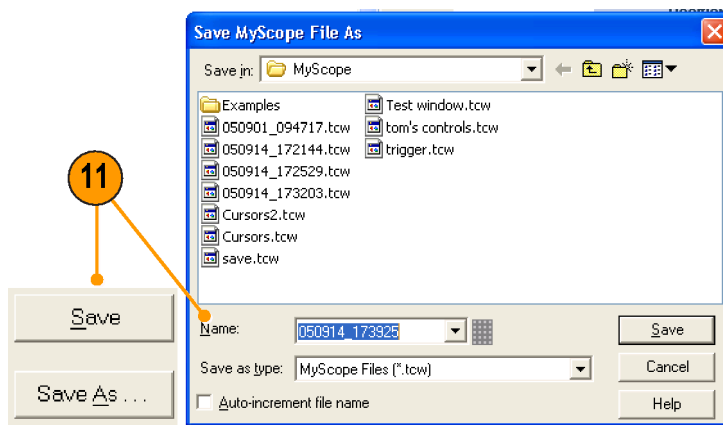 Save MyScope File As
Save in: MyScope
Examples
050901_094717.tcw
050914_172144.tcw
050914_172529.tcw
050914_173203.tcw
Cursors2.tcw
Cursors.tcw
save.tcw
Test window.tcw
tom's controls.tcw
trigger.tcw
11
Save
Save As . . .
Name: 050914_173925 Save
Save as type: MyScope Files (*.tcw) Cancel
Auto-increment file name Help